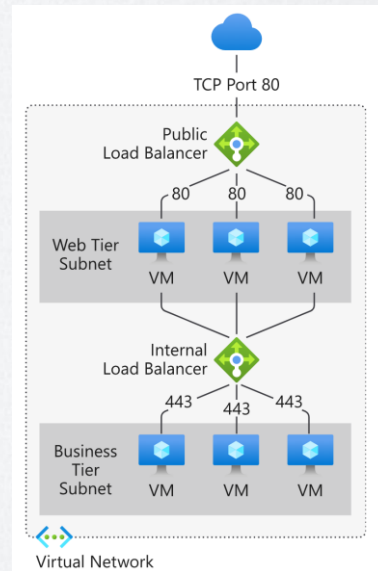 TCP Port 80
Public
Load Balancer
80
80
80
Web Tier
Subnet
VM
VM
VM
Internal
Load Balancer
443
443
443
Business
Tier
Subnet
VM
VM
VM
Virtual Network